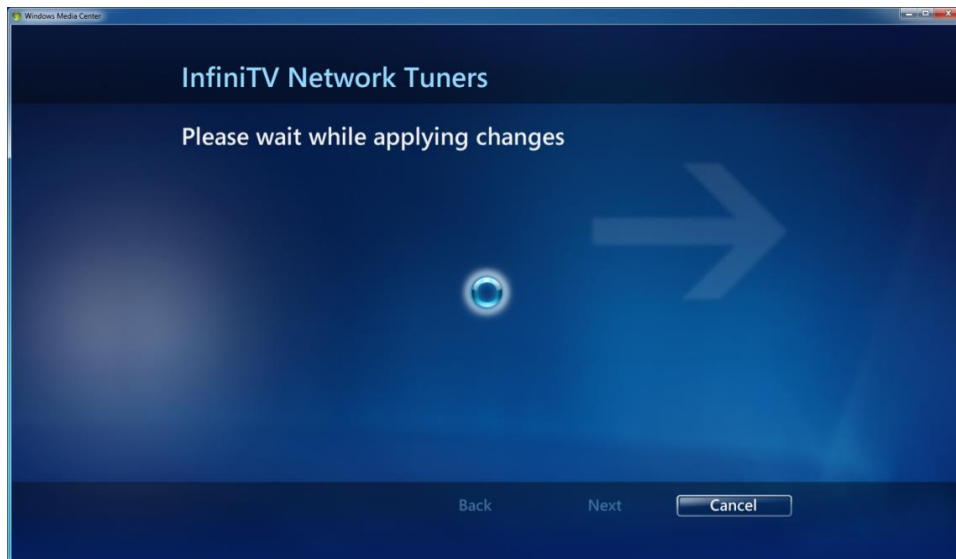 Windows Media Center
InfiniTV Network Tuners
Please wait while applying changes
Back Next Cancel